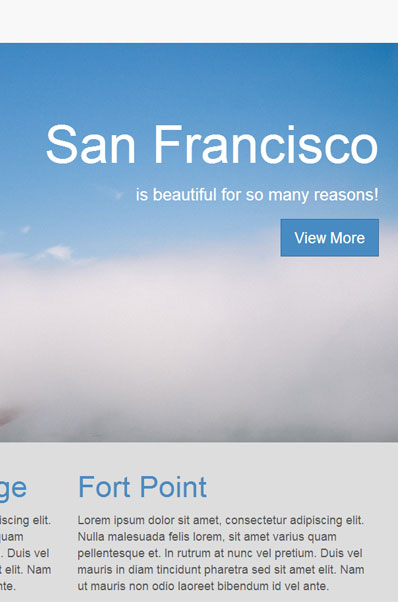 San Francisco
is beautiful for so many reasons!
View More
ge
iscing elit.
quam
. Duis vel
t elit. Nam
nte.
Fort Point
Lorem ipsum dolor sit amet, consectetur adipiscing elit.
Nulla malesuada felis lorem, sit amet varius quam
pellentesque et. In rutrum at nunc vel pretium. Duis vel
mauris in diam tincidunt pharetra sed sit amet elit. Nam
ut mauris non odio laoreet bibendum id vel ante.